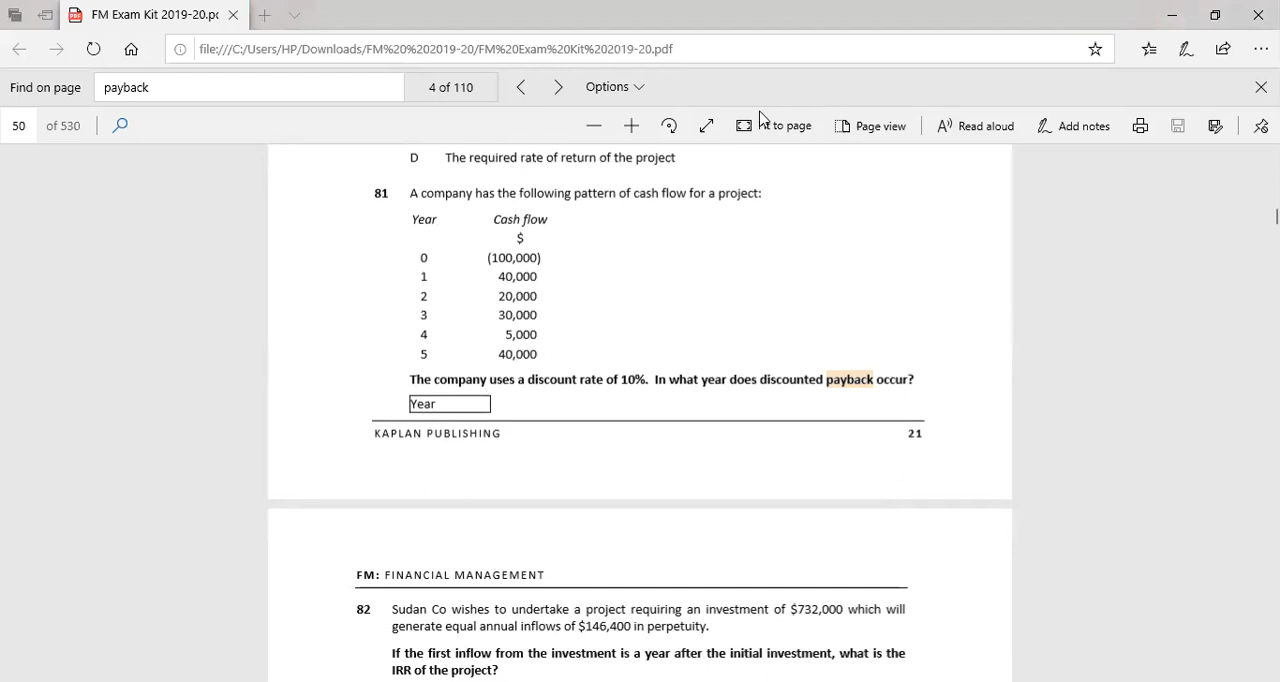 FM Exam Kit 2019-20.pc
file:///C:/Users/HP/Downloads/FM%20%202019-20/FM%20Exam%20Kit%202019-20.pdf
Find on page payback 4 of 110 Options
50 of 530 to page Page view Read aloud Add notes
D The required rate of return of the project
81 A company has the following pattern of cash flow for a project:
Year Cash flow
$
0 (100,000)
1 40,000
2 20,000
3 30,000
4 5,000
5 40,000
The company uses a discount rate of 10%. In what year does discounted payback occur?
Year
KAPLAN PUBLISHING 21
FM: FINANCIAL MANAGEMENT
82 Sudan Co wishes to undertake a project requiring an investment of $732,000 which will
generate equal annual inflows of $146,400 in perpetuity.
If the first inflow from the investment is a year after the initial investment, what is the
IRR of the project?